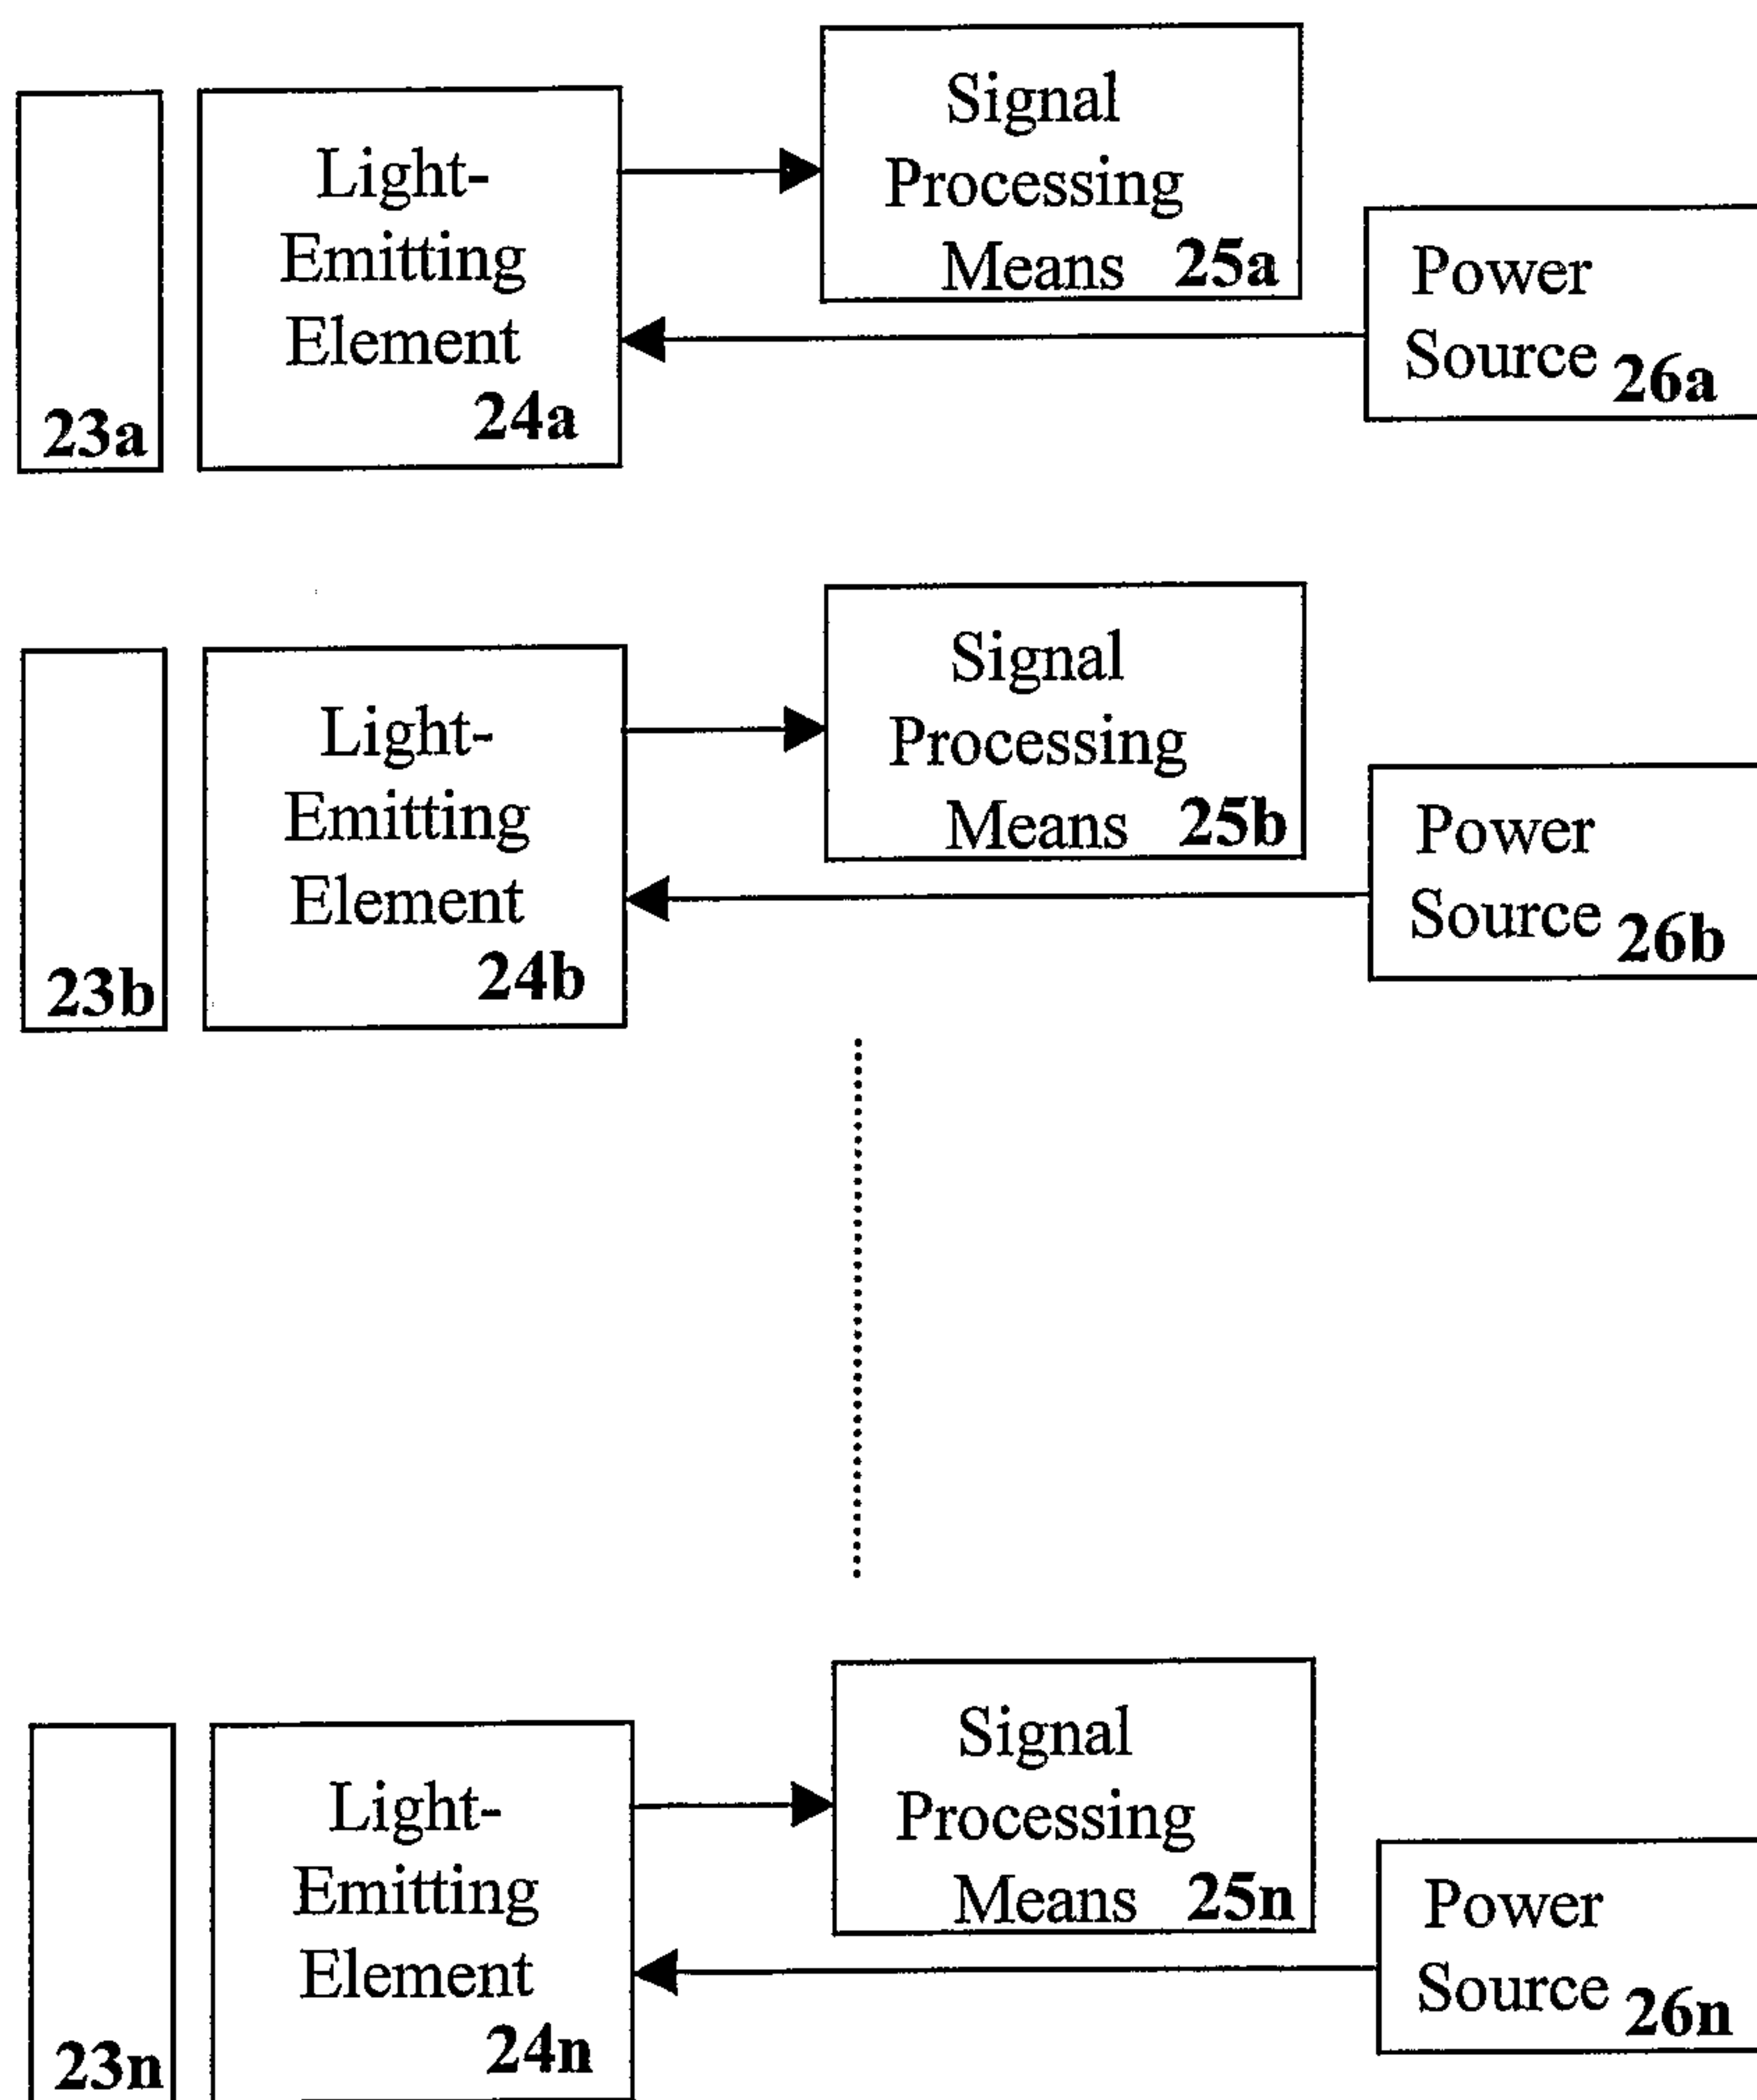 Light-
Emitting
Element
24a
23a
Signal
Processing
Means 25a
Power
Source 26a
Light-
Emitting
Element
24b
23b
Signal
Processing
Means 25b
Power
Source 26b
Light-
Emitting
Element
24n
23n
Signal
Processing
Means 25n
Power
Source 26n